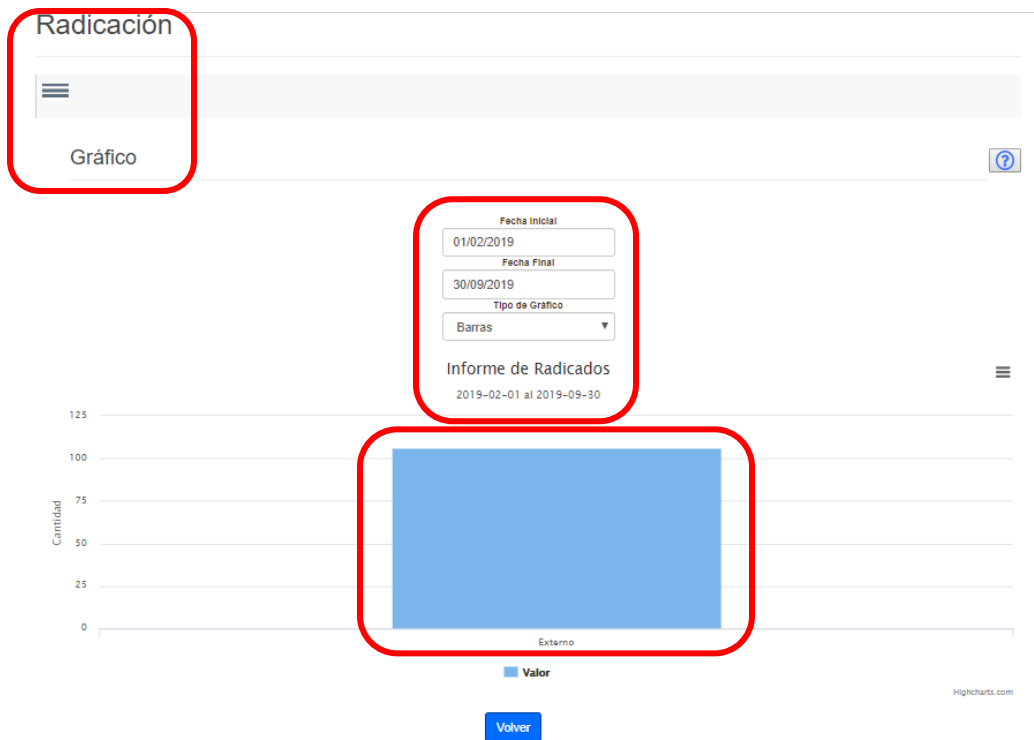 Radicación
Gráfico
Fecha Inicial
01/02/2019
Fecha Final
30/09/2019
Tipo de Gráfico
Barras
Informe de Radicados
2019-02-01 al 2019-09-30
125
100
75
50
25
0
Cantidad
Externo
Valor
Highcharts.com
Volver